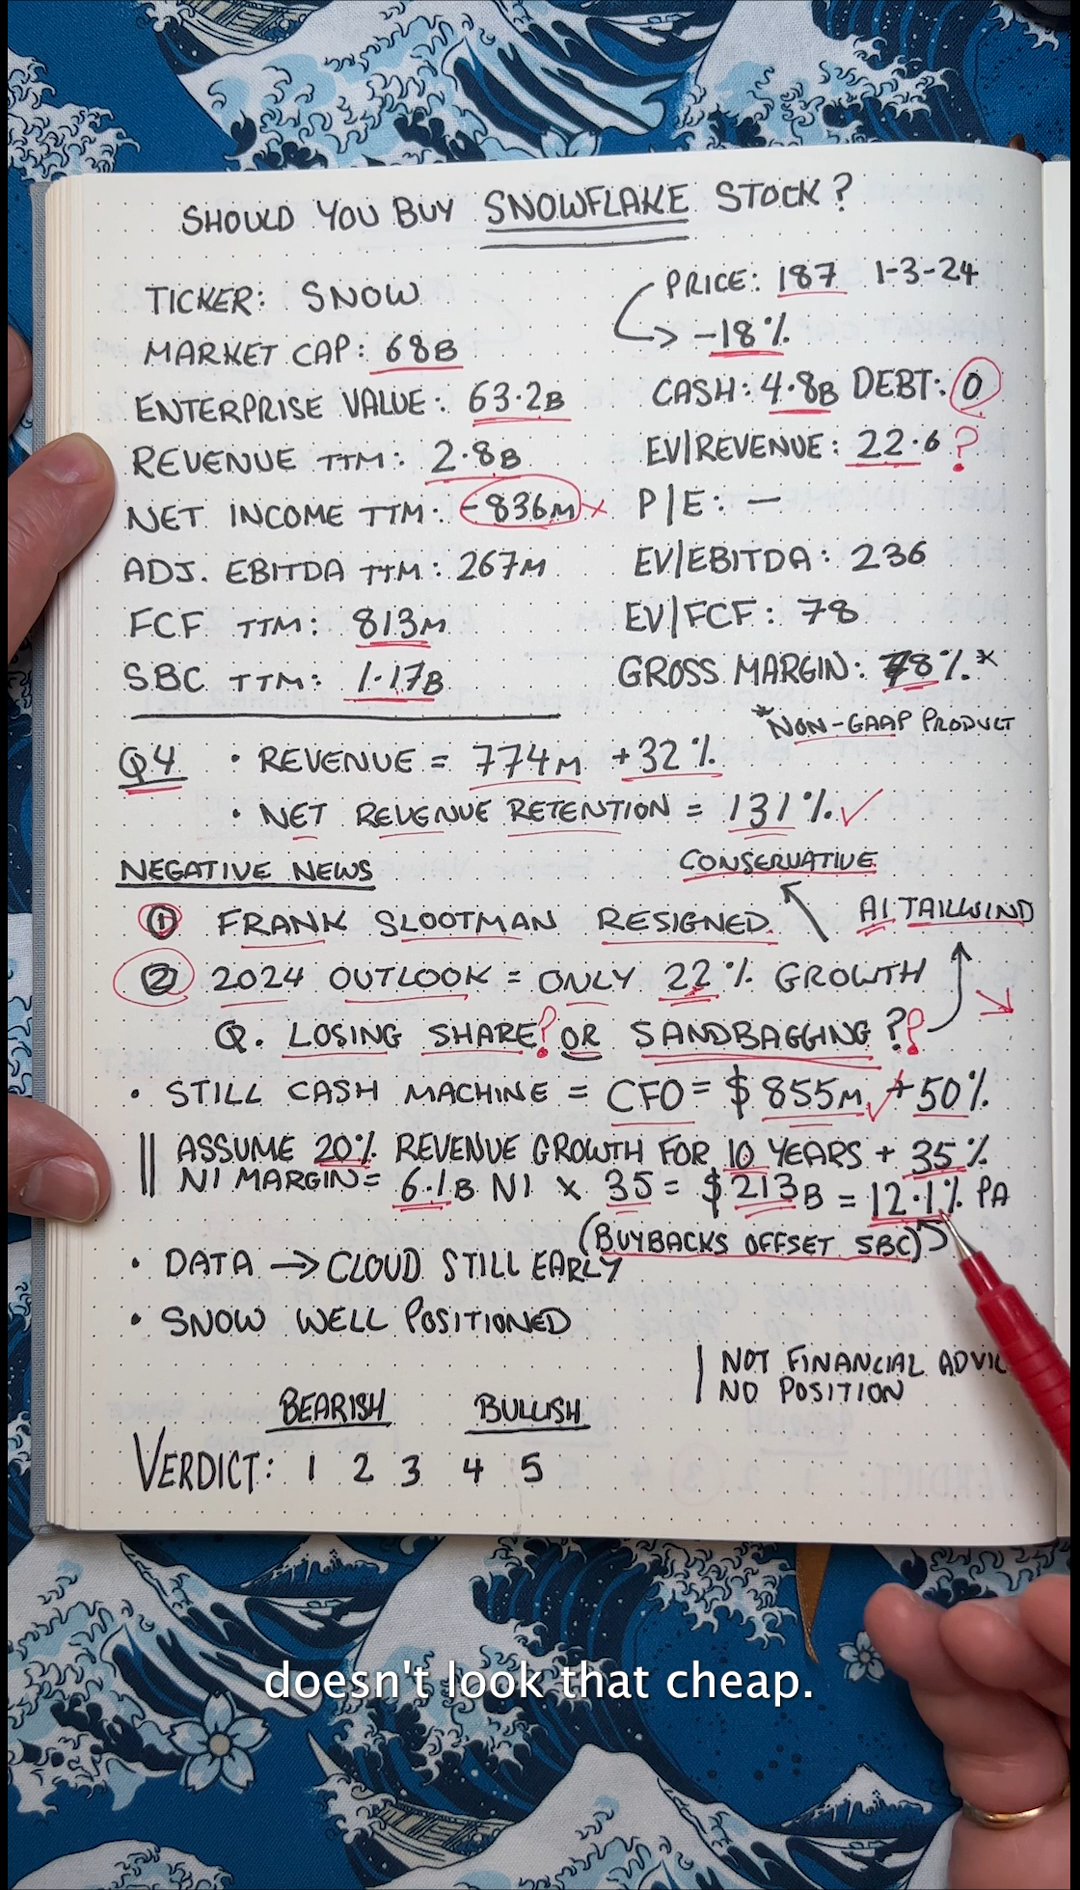 SHOULD YOU BUY SNOWFLAKE STOCK?
TICKER: SNOW
PRICE: 187 1-3-24
-18%
MARKET CAP: 68B
ENTERPRISE VALUE: 63.2B
CASH: 4.8B DEBT: 0
REVENUE TTM: 2.8B
EV|REVENUE: 22.6 ?
NET INCOME TTM: -836M x
P|E: —
ADJ. EBITDA TTM: 267M
EV|EBITDA: 236
FCF TTM: 813M
EV|FCF: 78
SBC TTM: 1.17B
GROSS MARGIN: 78%*
*NON-GAAP PRODUCT
Q4 • REVENUE = 774M +32%
• NET REVENUE RETENTION = 131% ✓
NEGATIVE NEWS
CONSERVATIVE
① FRANK SLOOTMAN RESIGNED.
AI TAILWIND
② 2024 OUTLOOK = ONLY 22% GROWTH
Q. LOSING SHARE? OR SANDBAGGING??
• STILL CASH MACHINE = CFO = $855M ✓ +50%
ASSUME 20% REVENUE GROWTH FOR 10 YEARS + 35%
NI MARGIN = 6.1B NI x 35 = $213B = 12.1% PA
(BUYBACKS OFFSET SBC)
• DATA → CLOUD STILL EARLY
• SNOW WELL POSITIONED
NOT FINANCIAL ADVIC
NO POSITION
BEARISH BULLISH
VERDICT: 1 2 3 4 5
doesn't look that cheap.